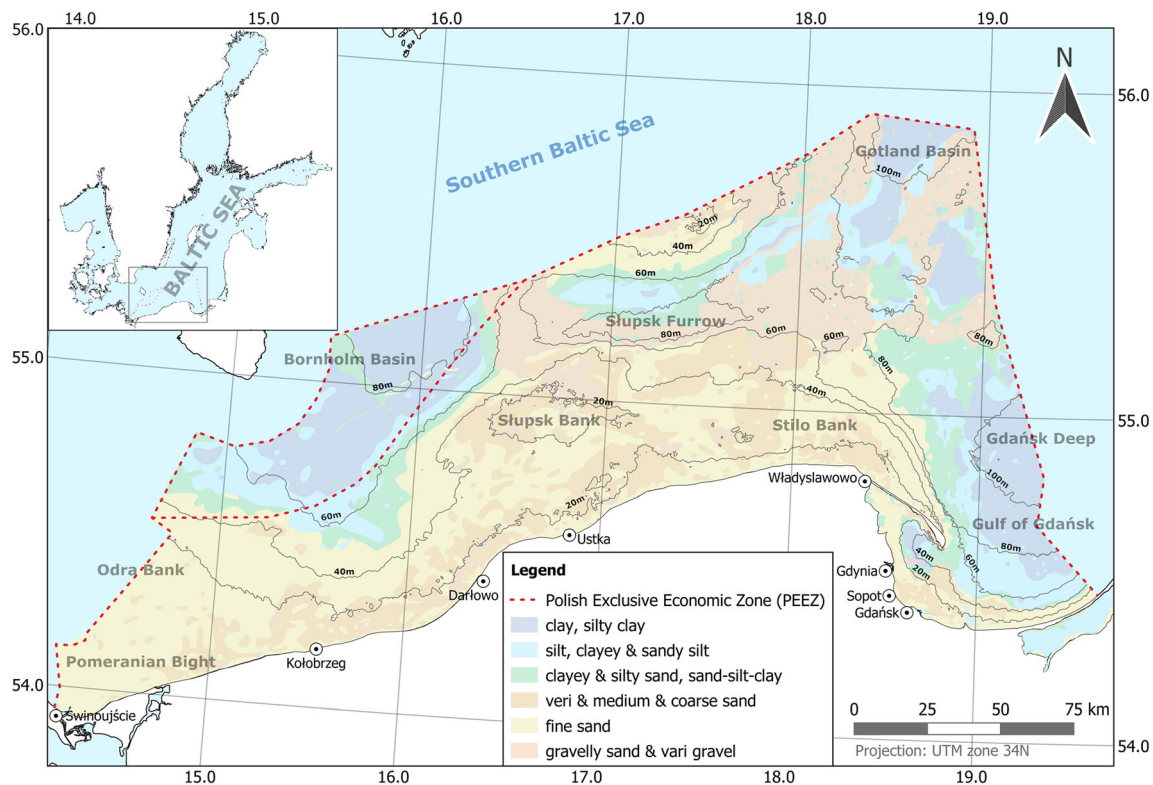 14.0
15.0
16.0
17.0
18.0
19.0
56.0
N
56.0
Southern Baltic Sea
BALTIC SEA
Gotland Basin
100m
20m
40m
60m
Słupsk Furrow
80m
60m
60m
80m
55.0
Bornholm Basin
80m
80m
40m
20m
Słupsk Bank
Stilo Bank
55.0
Gdańsk Deep
100m
Władysławowo
20m
60m
Ustka
Gulf of Gdańsk
80m
40m
60m
20m
Odra Bank
40m
Darłowo
Gdynia
Sopot
Gdańsk
Pomeranian Bight
Kołobrzeg
54.0
Świnoujście
Legend
Polish Exclusive Economic Zone (PEEZ)
clay, silty clay
silt, clayey & sandy silt
clayey & silty sand, sand-silt-clay
veri & medium & coarse sand
fine sand
gravelly sand & vari gravel
0 25 50 75 km
Projection: UTM zone 34N
54.0
15.0
16.0
17.0
18.0
19.0